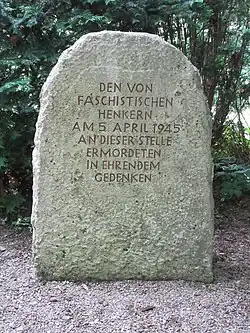 DEN VON
FASCHISTISCHEN
HENKERN
AM 5. APRIL 1945
AN DIESER STELLE
ERMORDETEN
IN EHRENDEM
GEDENKEN